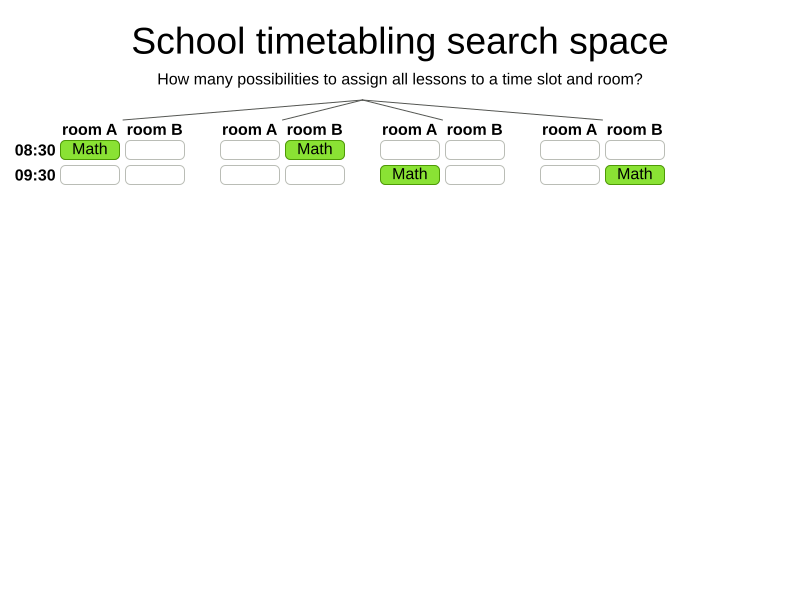 School timetabling search space
How many possibilities to assign all lessons to a time slot and room?
room A room B room A room B room A room B room A room B
08:30 Math Math
09:30 Math Math